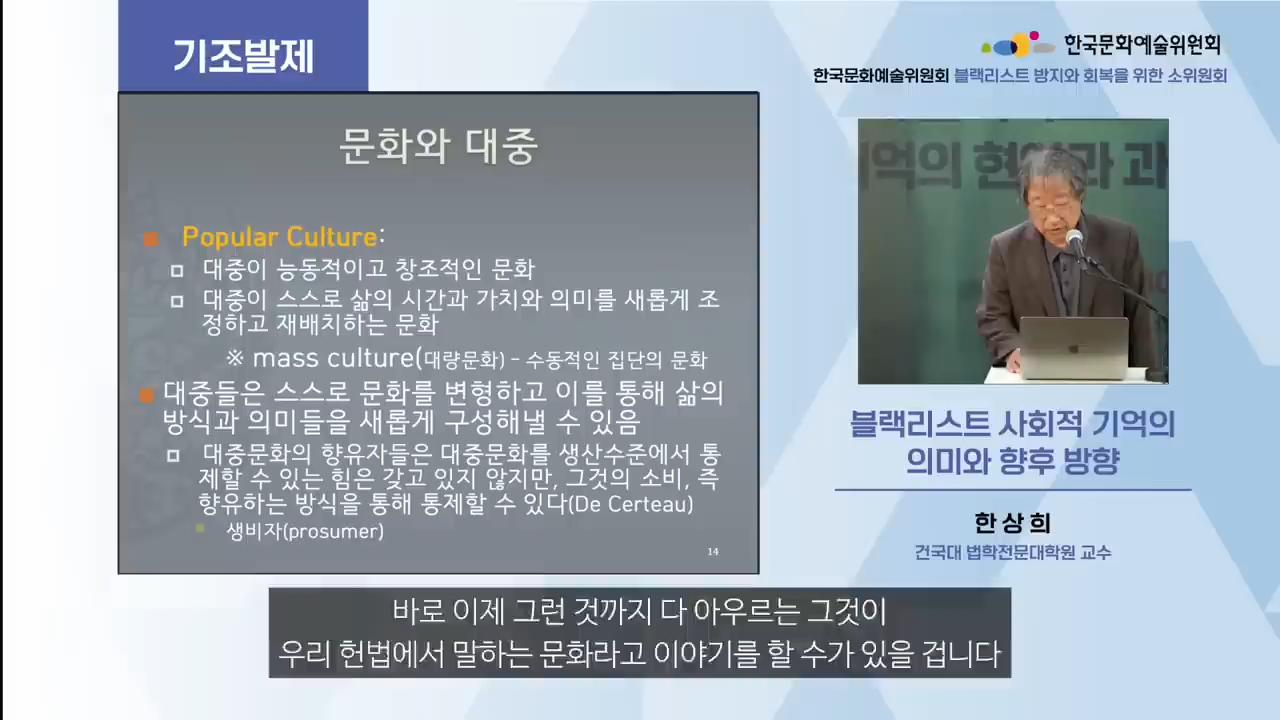 기조발제
한국문화예술위원회
한국문화예술위원회 블랙리스트 방지와 회복을 위한 소위원회
문화와 대중
Popular Culture:
대중이 능동적이고 창조적인 문화
대중이 스스로 삶의 시간과 가치와 의미를 새롭게 조
정하고 재배치하는 문화
※ mass culture(대량문화) – 수동적인 집단의 문화
대중들은 스스로 문화를 변형하고 이를 통해 삶의
방식과 의미들을 새롭게 구성해낼 수 있음
대중문화의 향유자들은 대중문화를 생산수준에서 통
제할 수 있는 힘은 갖고 있지 않지만, 그것의 소비, 즉
향유하는 방식을 통해 통제할 수 있다(De Certeau)
생비자(prosumer)
14
억의 현 과
블랙리스트 사회적 기억의
의미와 향후 방향
한상희
건국대 법학전문대학원 교수
바로 이제 그런 것까지 다 아우르는 그것이
우리 헌법에서 말하는 문화라고 이야기를 할 수가 있을 겁니다